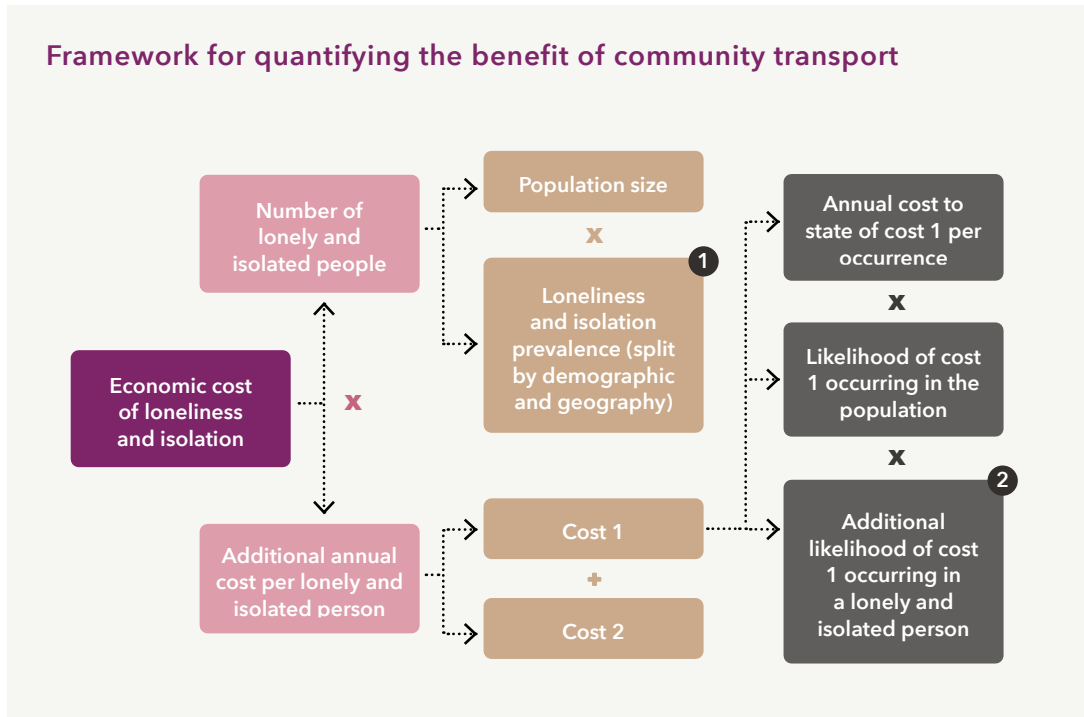 Framework for quantifying the benefit of community transport
Economic cost
of loneliness
and isolation
x
Number of
lonely and
isolated people
Additional annual
cost per lonely and
isolated person
Population size
x
1
Loneliness
and isolation
prevalence (split
by demographic
and geography)
Cost 1
+
Cost 2
Annual cost to
state of cost 1 per
occurrence
x
Likelihood of cost
1 occurring in the
population
x
2
Additional
likelihood of cost
1 occurring in
a lonely and
isolated person